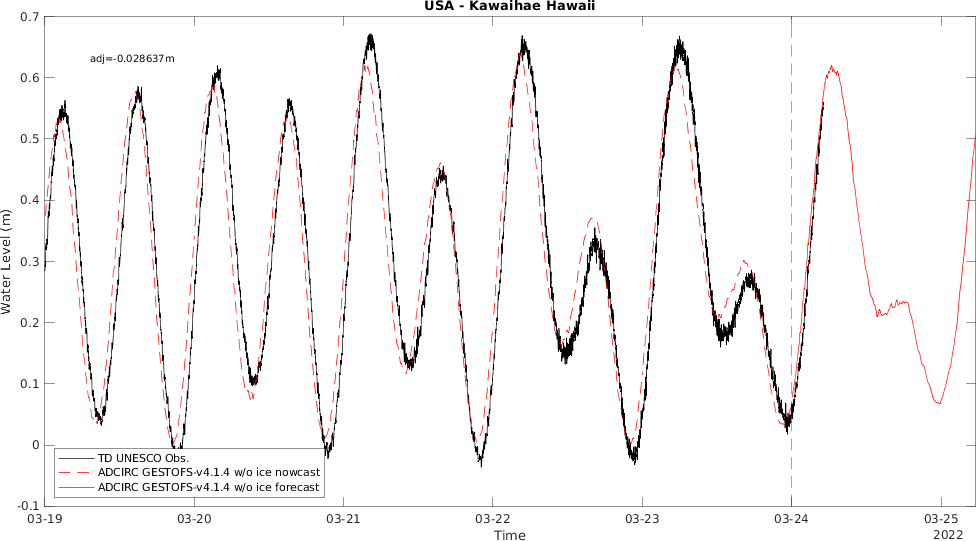 USA - Kawaihae Hawaii
0.7
adj=-0.028637m
0.6
0.5
0.4
0.3
0.2
0.1
0
-0.1
Water Level (m)
TD UNESCO Obs.
ADCIRC GESTOFS-v4.1.4 w/o ice nowcast
ADCIRC GESTOFS-v4.1.4 w/o ice forecast
03-19 03-20 03-21 03-22 03-23 03-24 03-25
Time
2022